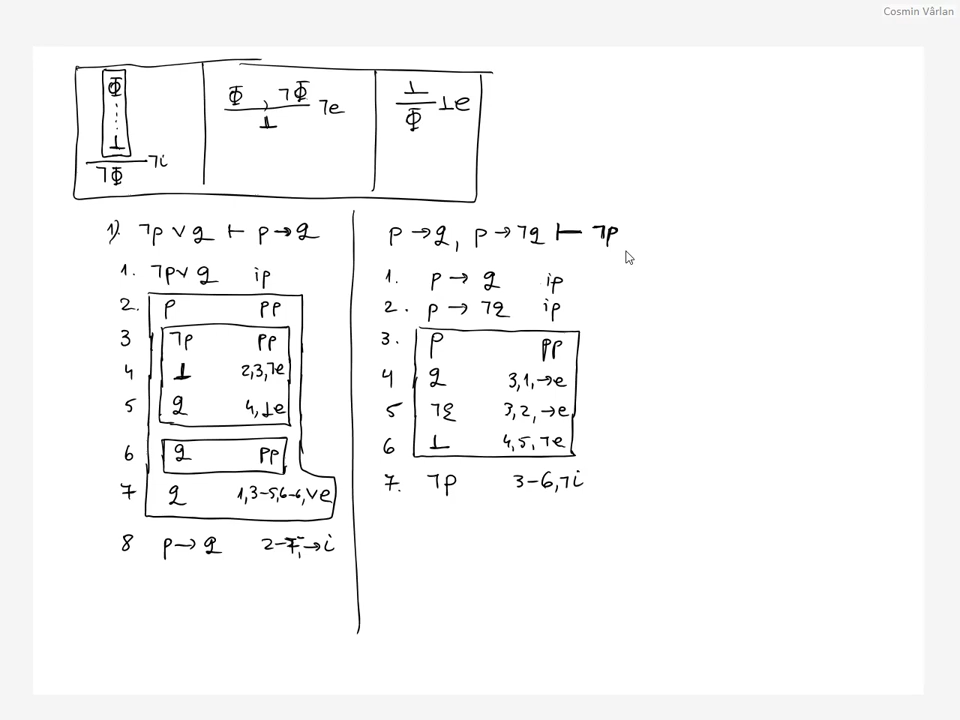 Cosmin Vârlan
Φ
⋮
⊥
¬Φ ¬i
Φ , ¬Φ
⊥ ¬e
⊥
Φ ⊥e
1) ¬p ∨ q ⊢ p → q
1. ¬p ∨ q ip
2. p pp
3 ¬p pp
4 ⊥ 2,3,¬e
5 q 4,⊥e
6 q pp
7 q 1,3-5,6-6,∨e
8 p → q 2-7,→i
p → q, p → ¬q ⊢ ¬p
1. p → q ip
2. p → ¬q ip
3. p pp
4 q 3,1,→e
5 ¬q 3,2,→e
6 ⊥ 4,5,¬e
7. ¬p 3-6,¬i